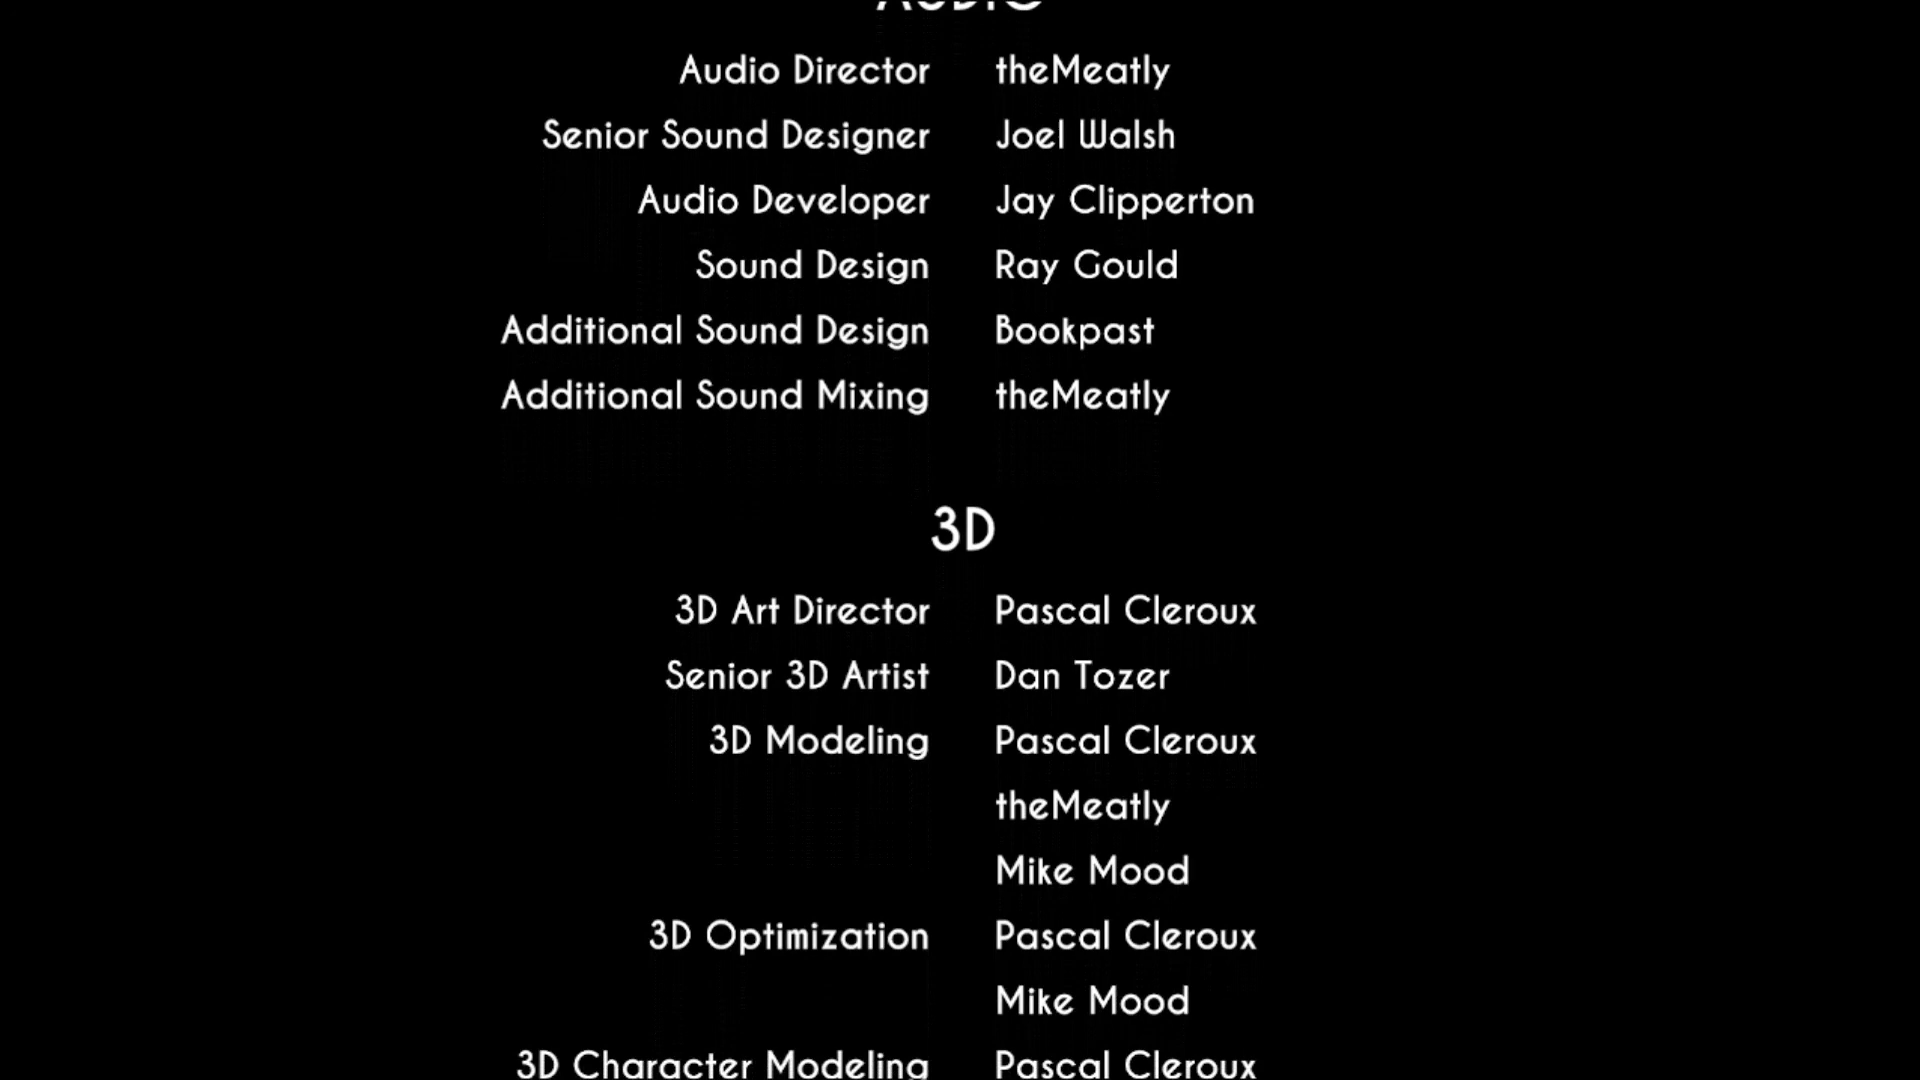 AUDIO
Audio Director theMeatly
Senior Sound Designer Joel Walsh
Audio Developer Jay Clipperton
Sound Design Ray Gould
Additional Sound Design Bookpast
Additional Sound Mixing theMeatly
3D
3D Art Director Pascal Cleroux
Senior 3D Artist Dan Tozer
3D Modeling Pascal Cleroux
theMeatly
Mike Mood
3D Optimization Pascal Cleroux
Mike Mood
3D Character Modeling Pascal Cleroux